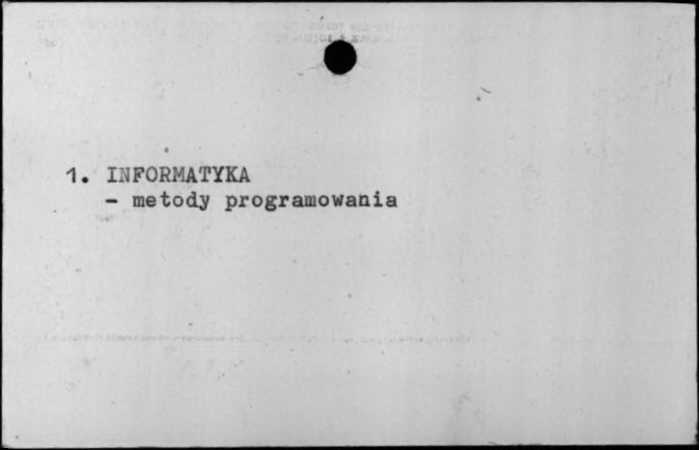 1. INFORMATYKA
- metody programowania